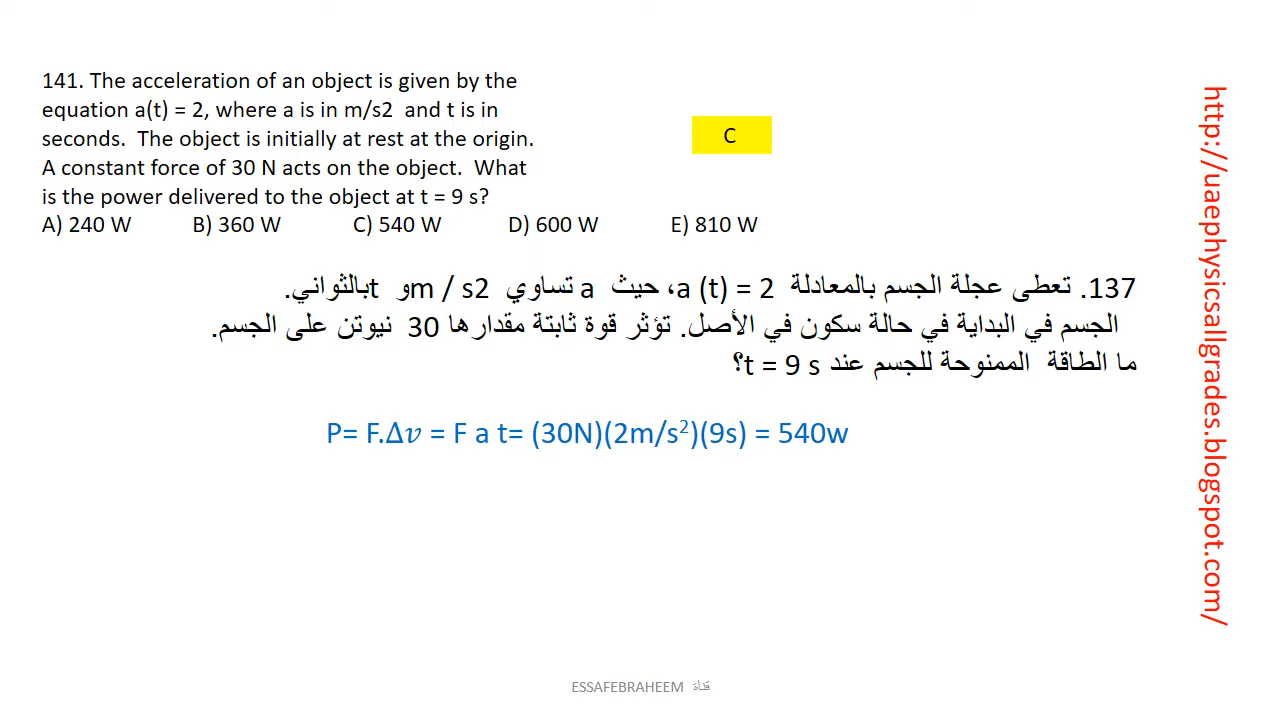 141. The acceleration of an object is given by the
equation a(t) = 2, where a is in m/s2 and t is in
seconds. The object is initially at rest at the origin.
A constant force of 30 N acts on the object. What
is the power delivered to the object at t = 9 s?
A) 240 W B) 360 W C) 540 W D) 600 W E) 810 W
C
137. تعطى عجلة الجسم بالمعادلة a (t) = 2، حيث a تساوي m / s2 و t بالثواني.
الجسم في البداية في حالة سكون في الأصل. تؤثر قوة ثابتة مقدارها 30 نيوتن على الجسم.
ما الطاقة الممنوحة للجسم عند t = 9 s؟
P= F.Δ𝑣 = F a t= (30N)(2m/s²)(9s) = 540w
http://uaephysicsallgrades.blogspot.com/
ESSAFEBRAHEEM قناة